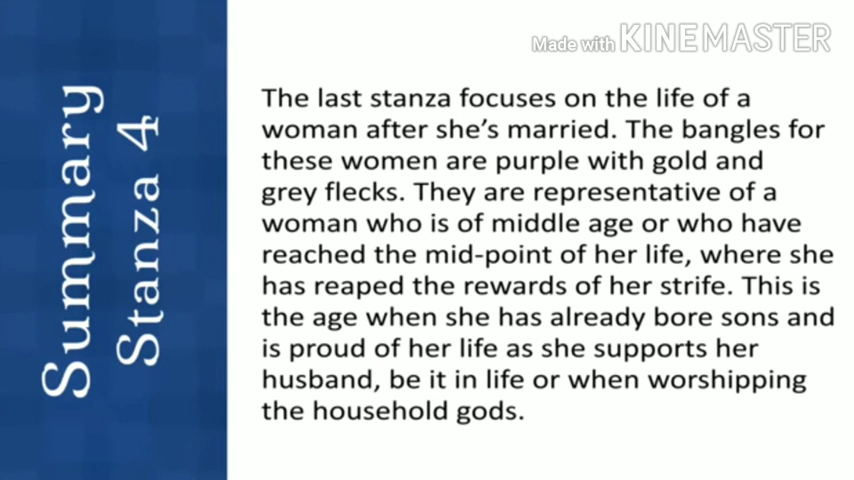 Made with KINEMASTER
Summary
Stanza 4
The last stanza focuses on the life of a
woman after she's married. The bangles for
these women are purple with gold and
grey flecks. They are representative of a
woman who is of middle age or who have
reached the mid-point of her life, where she
has reaped the rewards of her strife. This is
the age when she has already bore sons and
is proud of her life as she supports her
husband, be it in life or when worshipping
the household gods.